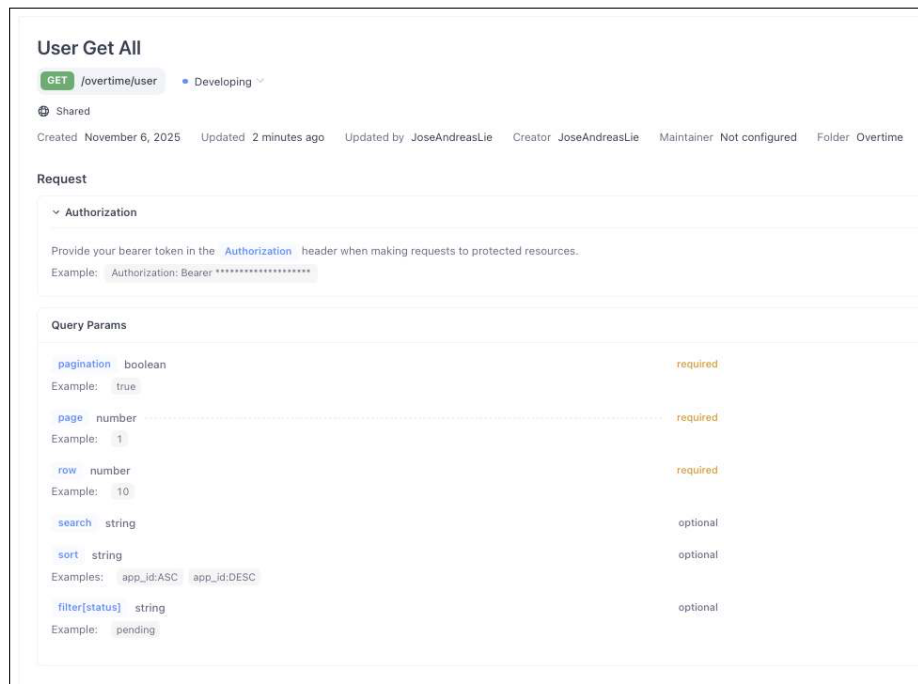 User Get All
GET /overtime/user Developing
Shared
Created November 6, 2025 Updated 2 minutes ago Updated by JoseAndreasLie Creator JoseAndreasLie Maintainer Not configured Folder Overtime
Request
Authorization
Provide your bearer token in the Authorization header when making requests to protected resources.
Example: Authorization: Bearer ********************
Query Params
pagination boolean required
Example: true
page number required
Example: 1
row number required
Example: 10
search string optional
sort string optional
Examples: app_id:ASC app_id:DESC
filter[status] string optional
Example: pending